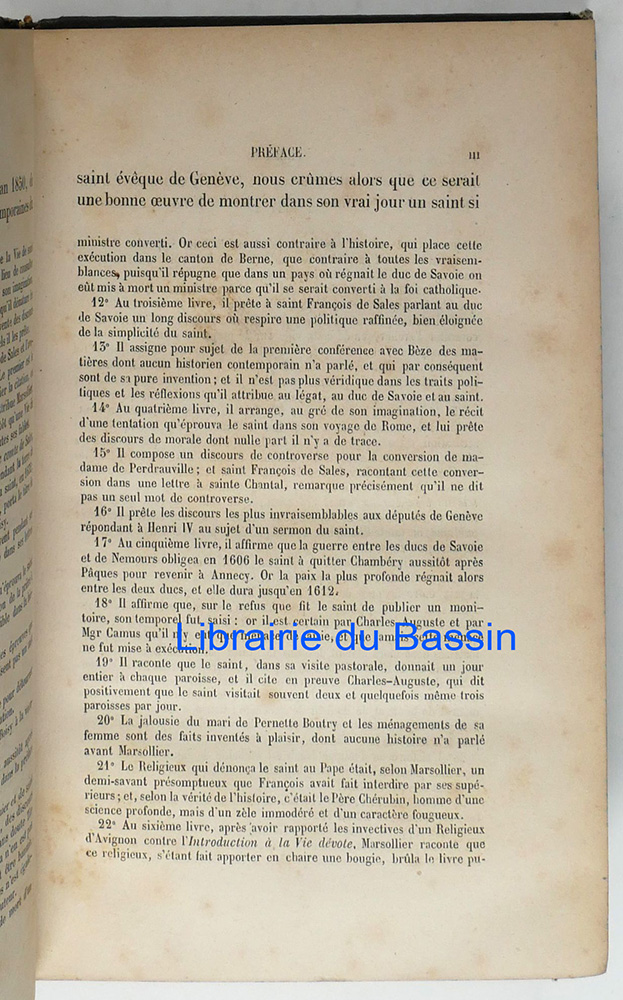 PRÉFACE. III
saint évêque de Genève, nous crûmes alors que ce serait
une bonne œuvre de montrer dans son vrai jour un saint si
ministre converti. Or ceci est aussi contraire à l'histoire, qui place cette
exécution dans le canton de Berne, que contraire à toutes les vraisem-
blances, puisqu'il répugne que dans un pays où régnait le duc de Savoie on
eût mis à mort un ministre parce qu'il se serait converti à la foi catholique.
12° Au troisième livre, il prête à saint François de Sales parlant au duc
de Savoie un long discours où respire une politique raffinée, bien éloignée
de la simplicité du saint.
13° Il assigne pour sujet de la première conférence avec Bèze des ma-
tières dont aucun historien contemporain n'a parlé, et qui par conséquent
sont de sa pure invention; et il n'est pas plus véridique dans les traits poli-
tiques et les réflexions qu'il attribue au légat, au duc de Savoie et au saint.
14° Au quatrième livre, il arrange, au gré de son imagination, le récit
d'une tentation qu'éprouva le saint dans son voyage de Rome, et lui prête
des discours de morale dont nulle part il n'y a de trace.
15° Il compose un discours de controverse pour la conversion de ma-
dame de Perdrauville; et saint François de Sales, racontant cette conver-
sion dans une lettre à sainte Chantal, remarque précisément qu'il ne dit
pas un seul mot de controverse.
16° Il prête les discours les plus invraisemblables aux députés de Genève
répondant à Henri IV au sujet d'un sermon du saint.
17° Au cinquième livre, il affirme que la guerre entre les ducs de Savoie
et de Nemours obligea en 1606 le saint à quitter Chambéry aussitôt après
Pâques pour revenir à Annecy. Or la paix la plus profonde régnait alors
entre les deux ducs, et elle dura jusqu'en 1612.
18° Il affirme que, sur le refus que fit le saint de publier un moni-
toire, son temporel fut saisi: or il est certain par Charles-Auguste et par
Mgr Camus qu'il n'y eut que menace de saisie, et que jamais cette menace
ne fut mise à exécution.
Librairie du Bassin
19° Il raconte que le saint, dans sa visite pastorale, donnait un jour
entier à chaque paroisse, et il cite en preuve Charles-Auguste, qui dit
positivement que le saint visitait souvent deux et quelquefois même trois
paroisses par jour.
20° La jalousie du mari de Pernette Boutry et les ménagements de sa
femme sont des faits inventés à plaisir, dont aucune histoire n'a parlé
avant Marsollier.
21° Le Religieux qui dénonça le saint au Pape était, selon Marsollier, un
demi-savant présomptueux que François avait fait interdire par ses supé-
rieurs; et, selon la vérité de l'histoire, c'était le Père Chérubin, homme d'une
science profonde, mais d'un zèle immodéré et d'un caractère fougueux.
22° Au sixième livre, après avoir rapporté les invectives d'un Religieux
d'Avignon contre l'Introduction à la Vie dévote, Marsollier raconte que
ce religieux, s'étant fait apporter en chaire une bougie, brûla le livre pu-